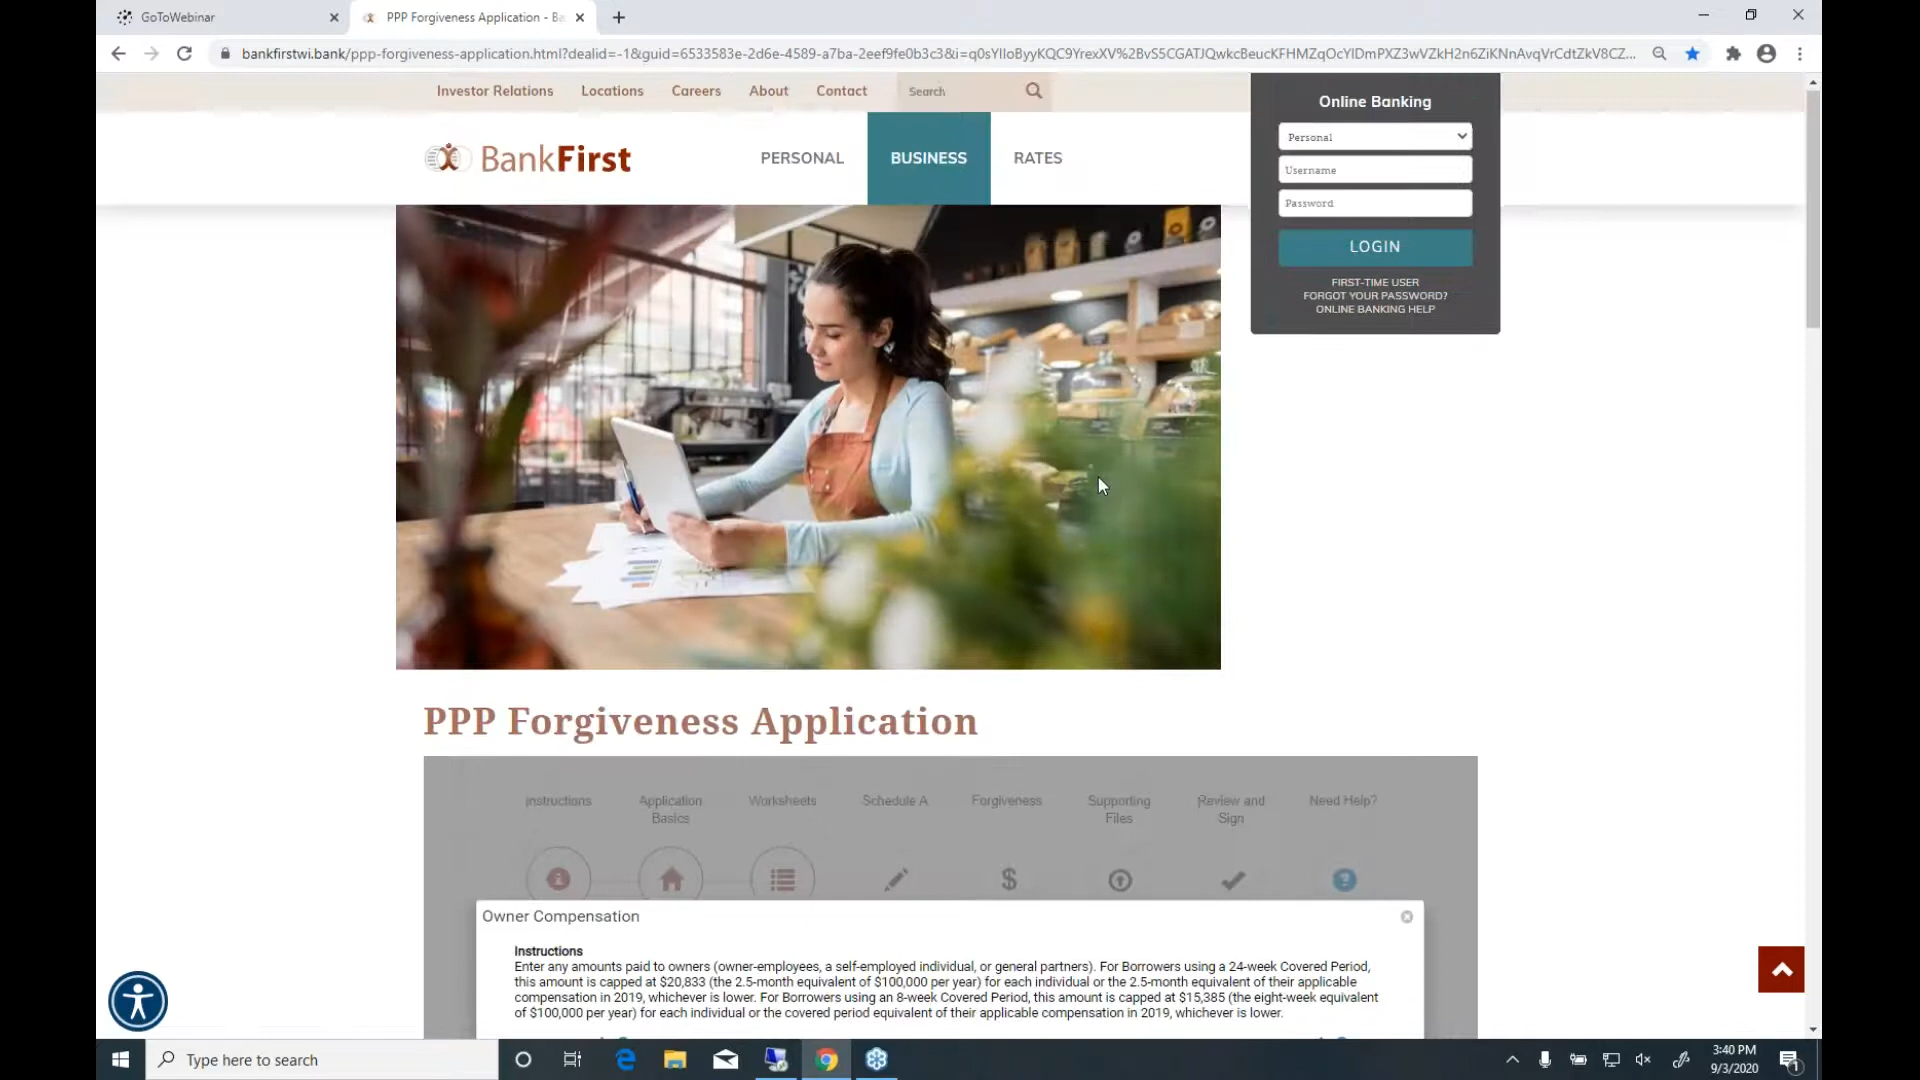 GoToWebinar
PPP Forgiveness Application - Ba
bankfirstwi.bank/ppp-forgiveness-application.html?dealid=-1&guid=6533583e-2d6e-4589-a7ba-2eef9fe0b3c3&i=q0sYIloByyKQC9YrexXV%2BvS5CGATJQwkcBeucKFHMZqOcYlDmPXZ3wVZkH2n6ZiKNnAvqVrCdtZkV8CZ...
Investor Relations Locations Careers About Contact Search
Online Banking
Personal
Username
Password
LOGIN
FIRST-TIME USER
FORGOT YOUR PASSWORD?
ONLINE BANKING HELP
BankFirst PERSONAL BUSINESS RATES
PPP Forgiveness Application
Instructions Application Basics Worksheets Schedule A Forgiveness Supporting Files Review and Sign Need Help?
Owner Compensation
Instructions
Enter any amounts paid to owners (owner-employees, a self-employed individual, or general partners). For Borrowers using a 24-week Covered Period,
this amount is capped at $20,833 (the 2.5-month equivalent of $100,000 per year) for each individual or the 2.5-month equivalent of their applicable
compensation in 2019, whichever is lower. For Borrowers using an 8-week Covered Period, this amount is capped at $15,385 (the eight-week equivalent
of $100,000 per year) for each individual or the covered period equivalent of their applicable compensation in 2019, whichever is lower.
Type here to search
3:40 PM
9/3/2020